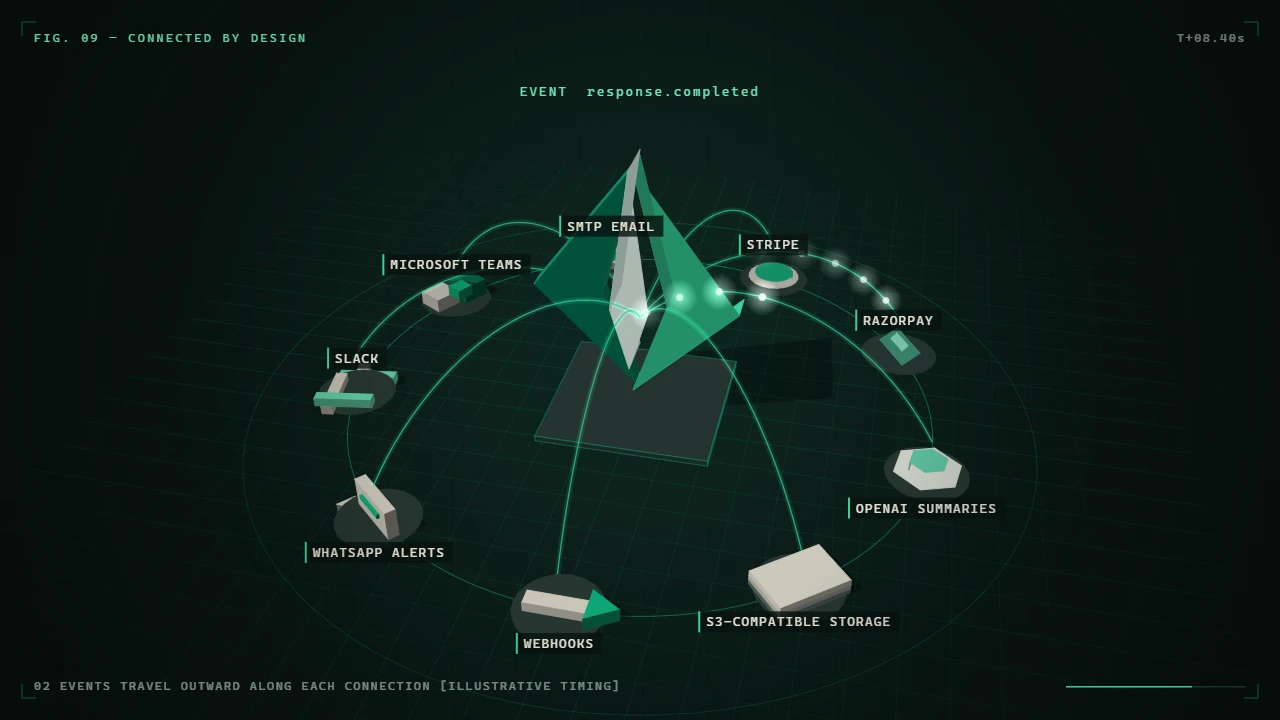 FIG. 09 — CONNECTED BY DESIGN
T+08.40s
EVENT response.completed
SMTP EMAIL
STRIPE
MICROSOFT TEAMS
RAZORPAY
SLACK
OPENAI SUMMARIES
WHATSAPP ALERTS
S3-COMPATIBLE STORAGE
WEBHOOKS
02 EVENTS TRAVEL OUTWARD ALONG EACH CONNECTION [ILLUSTRATIVE TIMING]